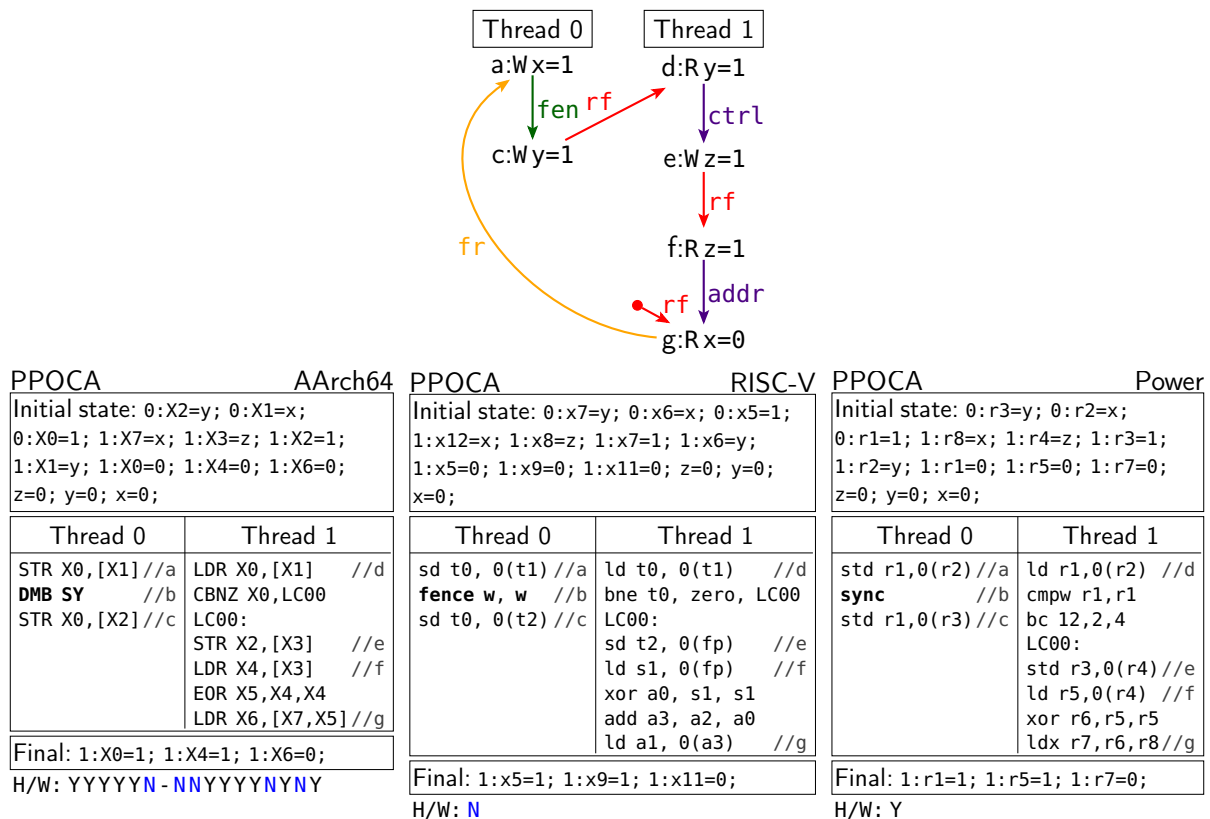 Thread 0 Thread 1
a:W x=1 d:R y=1
fen rf ctrl
c:W y=1 e:W z=1
rf
fr f:R z=1
rf addr
g:R x=0
PPOCA AArch64
Initial state: 0:X2=y; 0:X1=x;
0:X0=1; 1:X7=x; 1:X3=z; 1:X2=1;
1:X1=y; 1:X0=0; 1:X4=0; 1:X6=0;
z=0; y=0; x=0;
Thread 0 Thread 1
STR X0,[X1]//a LDR X0,[X1] //d
DMB SY //b CBNZ X0,LC00
STR X0,[X2]//c LC00:
STR X2,[X3] //e
LDR X4,[X3] //f
EOR X5,X4,X4
LDR X6,[X7,X5]//g
Final: 1:X0=1; 1:X4=1; 1:X6=0;
H/W: YYYYYN-NNYYYYNYNY
PPOCA RISC-V
Initial state: 0:x7=y; 0:x6=x; 0:x5=1;
1:x12=x; 1:x8=z; 1:x7=1; 1:x6=y;
1:x5=0; 1:x9=0; 1:x11=0; z=0; y=0;
x=0;
Thread 0 Thread 1
sd t0, 0(t1) //a ld t0, 0(t1) //d
fence w, w //b bne t0, zero, LC00
sd t0, 0(t2) //c LC00:
sd t2, 0(fp) //e
ld s1, 0(fp) //f
xor a0, s1, s1
add a3, a2, a0
ld a1, 0(a3) //g
Final: 1:x5=1; 1:x9=1; 1:x11=0;
H/W: N
PPOCA Power
Initial state: 0:r3=y; 0:r2=x;
0:r1=1; 1:r8=x; 1:r4=z; 1:r3=1;
1:r2=y; 1:r1=0; 1:r5=0; 1:r7=0;
z=0; y=0; x=0;
Thread 0 Thread 1
std r1,0(r2)//a ld r1,0(r2) //d
sync //b cmpw r1,r1
std r1,0(r3)//c bc 12,2,4
LC00:
std r3,0(r4)//e
ld r5,0(r4) //f
xor r6,r5,r5
ldx r7,r6,r8//g
Final: 1:r1=1; 1:r5=1; 1:r7=0;
H/W: Y